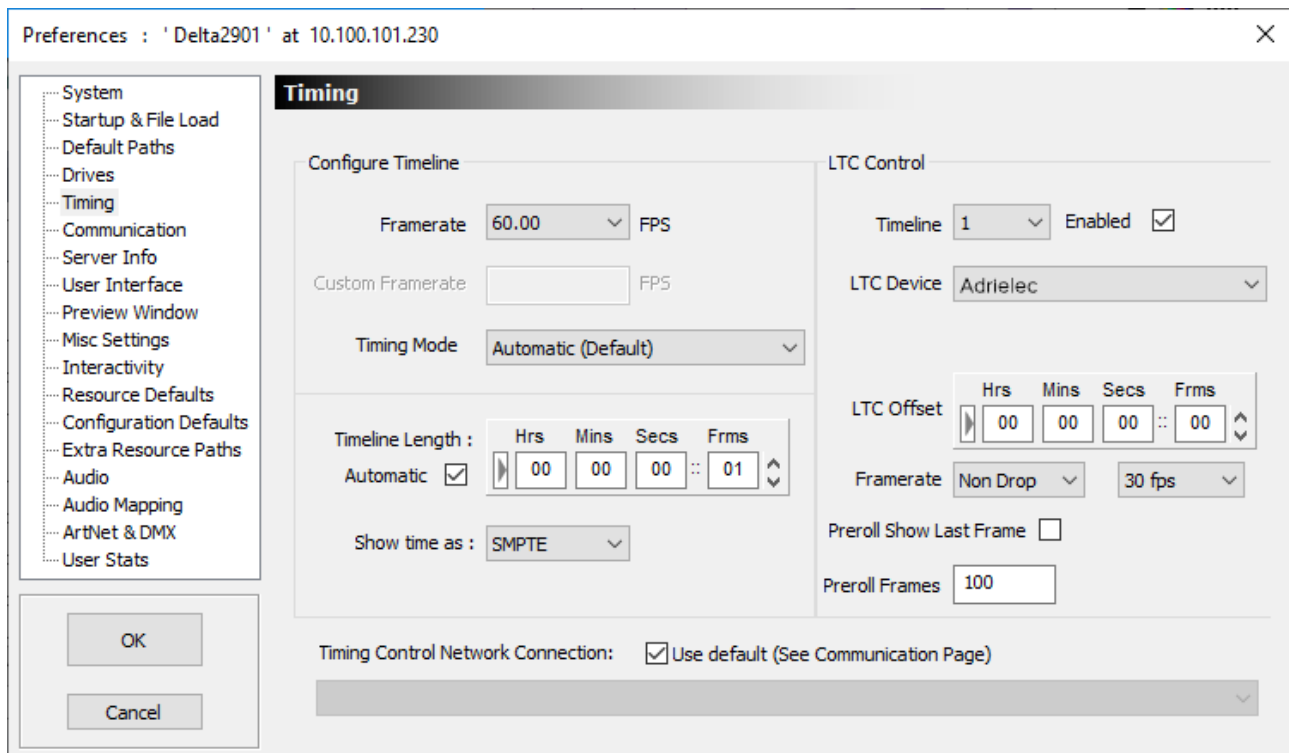 Preferences : ' Delta2901 ' at 10.100.101.230
System
Startup & File Load
Default Paths
Drives
Timing
Communication
Server Info
User Interface
Preview Window
Misc Settings
Interactivity
Resource Defaults
Configuration Defaults
Extra Resource Paths
Audio
Audio Mapping
ArtNet & DMX
User Stats
OK
Cancel
Timing
Configure Timeline
Framerate 60.00 FPS
Custom Framerate FPS
Timing Mode Automatic (Default)
Timeline Length :
Automatic
Hrs Mins Secs Frms
00 00 00 :: 01
Show time as : SMPTE
LTC Control
Timeline 1 Enabled
LTC Device Adrielec
LTC Offset
Hrs Mins Secs Frms
00 00 00 :: 00
Framerate Non Drop 30 fps
Preroll Show Last Frame
Preroll Frames 100
Timing Control Network Connection: Use default (See Communication Page)